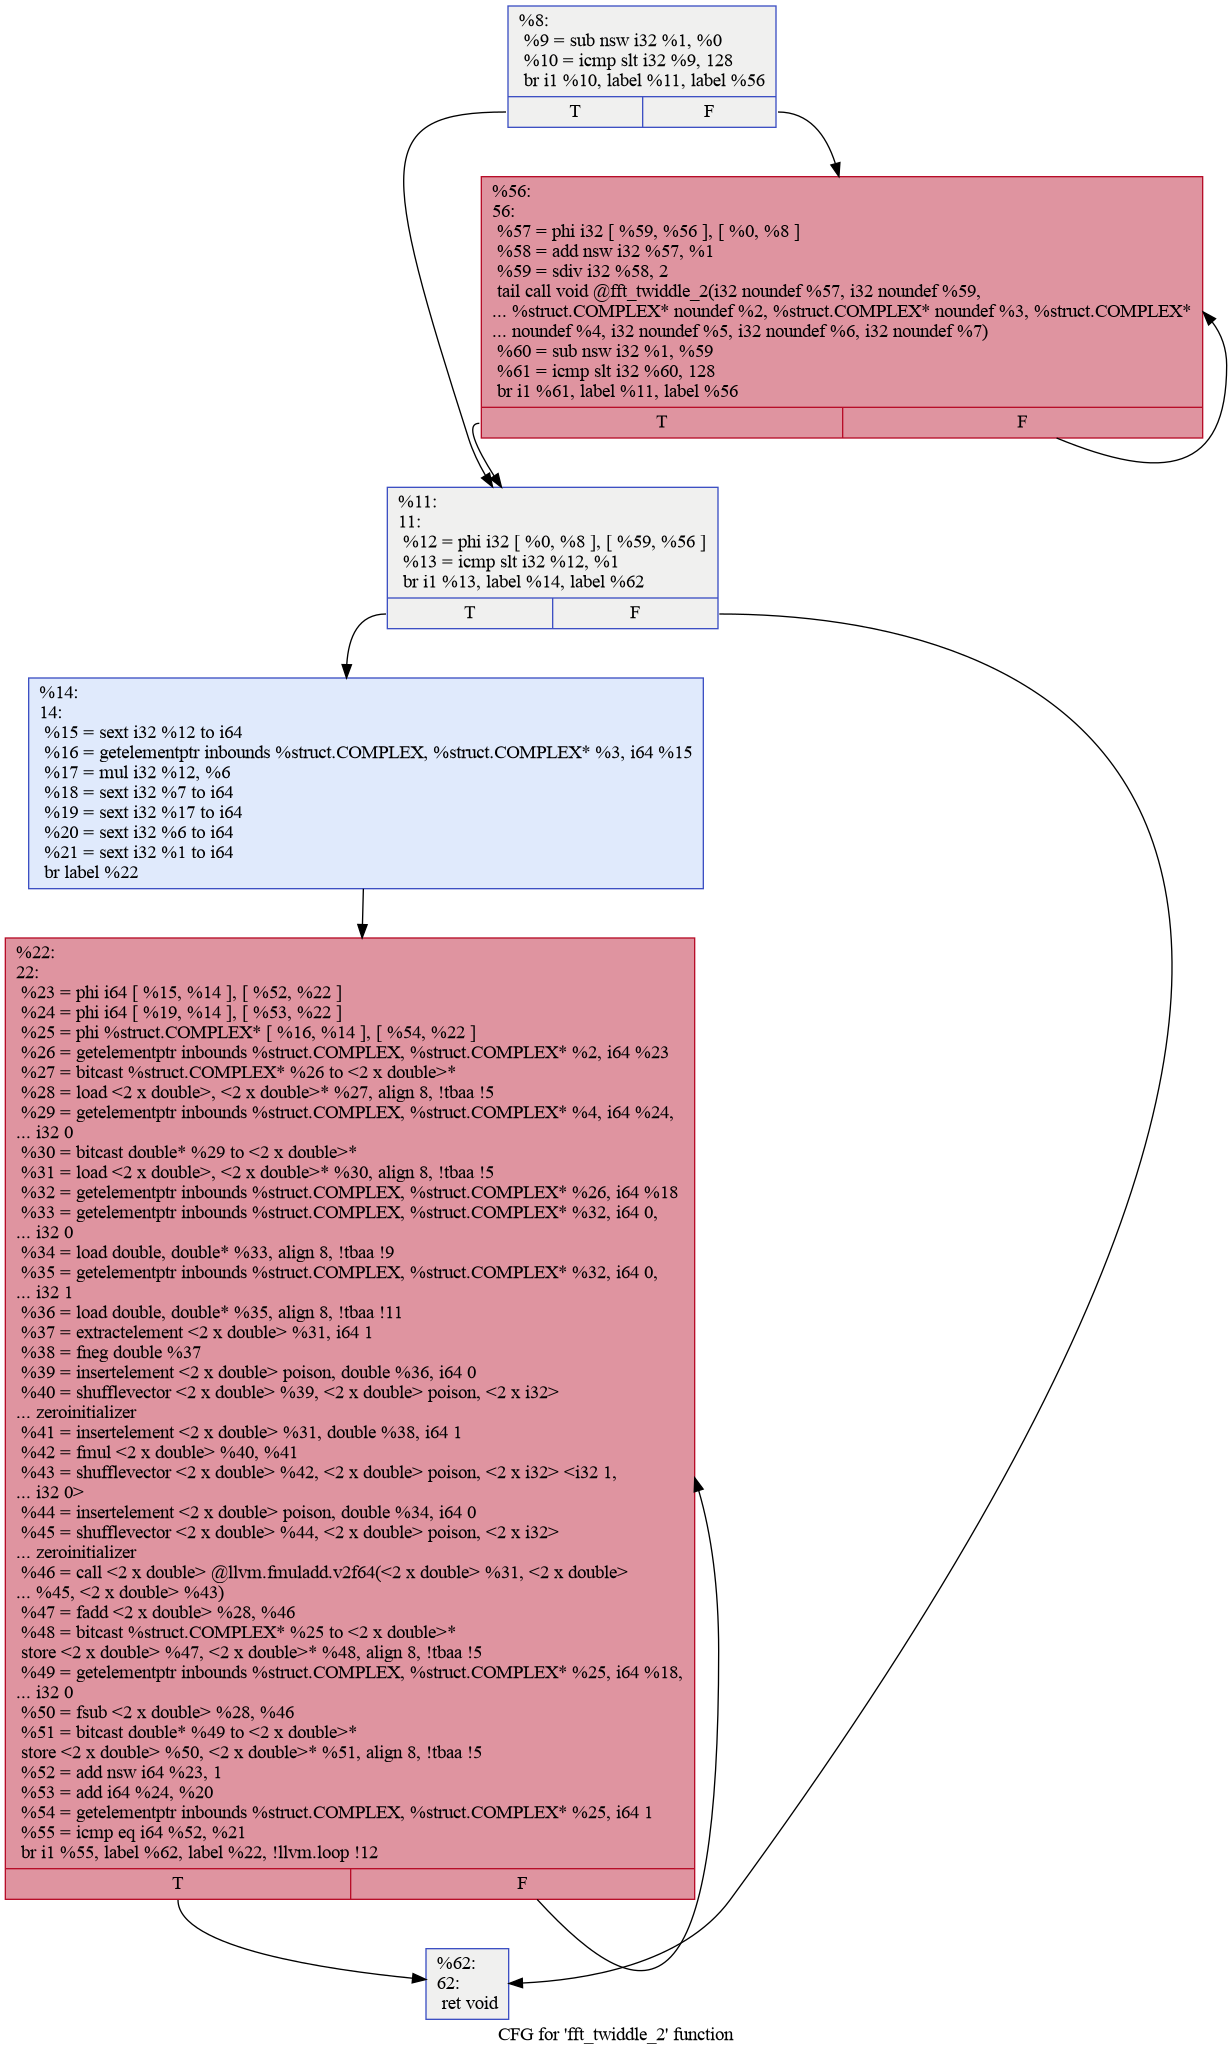 %8:
%9 = sub nsw i32 %1, %0
%10 = icmp slt i32 %9, 128
br i1 %10, label %11, label %56
T F
%56:
56:
%57 = phi i32 [ %59, %56 ], [ %0, %8 ]
%58 = add nsw i32 %57, %1
%59 = sdiv i32 %58, 2
tail call void @fft_twiddle_2(i32 noundef %57, i32 noundef %59,
... %struct.COMPLEX* noundef %2, %struct.COMPLEX* noundef %3, %struct.COMPLEX*
... noundef %4, i32 noundef %5, i32 noundef %6, i32 noundef %7)
%60 = sub nsw i32 %1, %59
%61 = icmp slt i32 %60, 128
br i1 %61, label %11, label %56
T F
%11:
11:
%12 = phi i32 [ %0, %8 ], [ %59, %56 ]
%13 = icmp slt i32 %12, %1
br i1 %13, label %14, label %62
T F
%14:
14:
%15 = sext i32 %12 to i64
%16 = getelementptr inbounds %struct.COMPLEX, %struct.COMPLEX* %3, i64 %15
%17 = mul i32 %12, %6
%18 = sext i32 %7 to i64
%19 = sext i32 %17 to i64
%20 = sext i32 %6 to i64
%21 = sext i32 %1 to i64
br label %22
%22:
22:
%23 = phi i64 [ %15, %14 ], [ %52, %22 ]
%24 = phi i64 [ %19, %14 ], [ %53, %22 ]
%25 = phi %struct.COMPLEX* [ %16, %14 ], [ %54, %22 ]
%26 = getelementptr inbounds %struct.COMPLEX, %struct.COMPLEX* %2, i64 %23
%27 = bitcast %struct.COMPLEX* %26 to <2 x double>*
%28 = load <2 x double>, <2 x double>* %27, align 8, !tbaa !5
%29 = getelementptr inbounds %struct.COMPLEX, %struct.COMPLEX* %4, i64 %24,
... i32 0
%30 = bitcast double* %29 to <2 x double>*
%31 = load <2 x double>, <2 x double>* %30, align 8, !tbaa !5
%32 = getelementptr inbounds %struct.COMPLEX, %struct.COMPLEX* %26, i64 %18
%33 = getelementptr inbounds %struct.COMPLEX, %struct.COMPLEX* %32, i64 0,
... i32 0
%34 = load double, double* %33, align 8, !tbaa !9
%35 = getelementptr inbounds %struct.COMPLEX, %struct.COMPLEX* %32, i64 0,
... i32 1
%36 = load double, double* %35, align 8, !tbaa !11
%37 = extractelement <2 x double> %31, i64 1
%38 = fneg double %37
%39 = insertelement <2 x double> poison, double %36, i64 0
%40 = shufflevector <2 x double> %39, <2 x double> poison, <2 x i32>
... zeroinitializer
%41 = insertelement <2 x double> %31, double %38, i64 1
%42 = fmul <2 x double> %40, %41
%43 = shufflevector <2 x double> %42, <2 x double> poison, <2 x i32> <i32 1,
... i32 0>
%44 = insertelement <2 x double> poison, double %34, i64 0
%45 = shufflevector <2 x double> %44, <2 x double> poison, <2 x i32>
... zeroinitializer
%46 = call <2 x double> @llvm.fmuladd.v2f64(<2 x double> %31, <2 x double>
... %45, <2 x double> %43)
%47 = fadd <2 x double> %28, %46
%48 = bitcast %struct.COMPLEX* %25 to <2 x double>*
store <2 x double> %47, <2 x double>* %48, align 8, !tbaa !5
%49 = getelementptr inbounds %struct.COMPLEX, %struct.COMPLEX* %25, i64 %18,
... i32 0
%50 = fsub <2 x double> %28, %46
%51 = bitcast double* %49 to <2 x double>*
store <2 x double> %50, <2 x double>* %51, align 8, !tbaa !5
%52 = add nsw i64 %23, 1
%53 = add i64 %24, %20
%54 = getelementptr inbounds %struct.COMPLEX, %struct.COMPLEX* %25, i64 1
%55 = icmp eq i64 %52, %21
br i1 %55, label %62, label %22, !llvm.loop !12
T F
%62:
62:
ret void
CFG for 'fft_twiddle_2' function